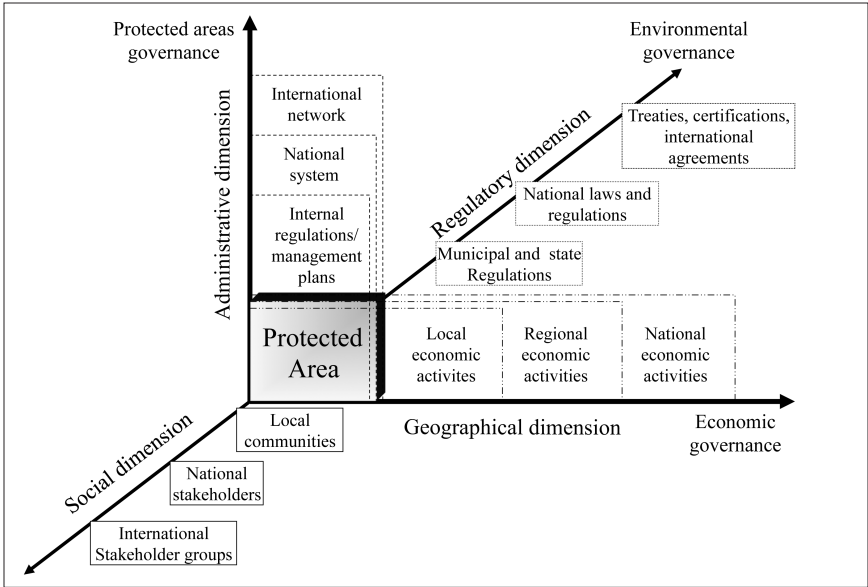 Protected areas
governance
Environmental
governance
Administrative dimension
International
network
National
system
Internal
regulations/
management
plans
Regulatory dimension
Treaties, certifications,
international
agreements
National laws and
regulations
Municipal and state
Regulations
Protected
Area
Local
economic
activites
Regional
economic
activities
National
economic
activities
Geographical dimension
Economic
governance
Social dimension
Local
communities
National
stakeholders
International
Stakeholder groups